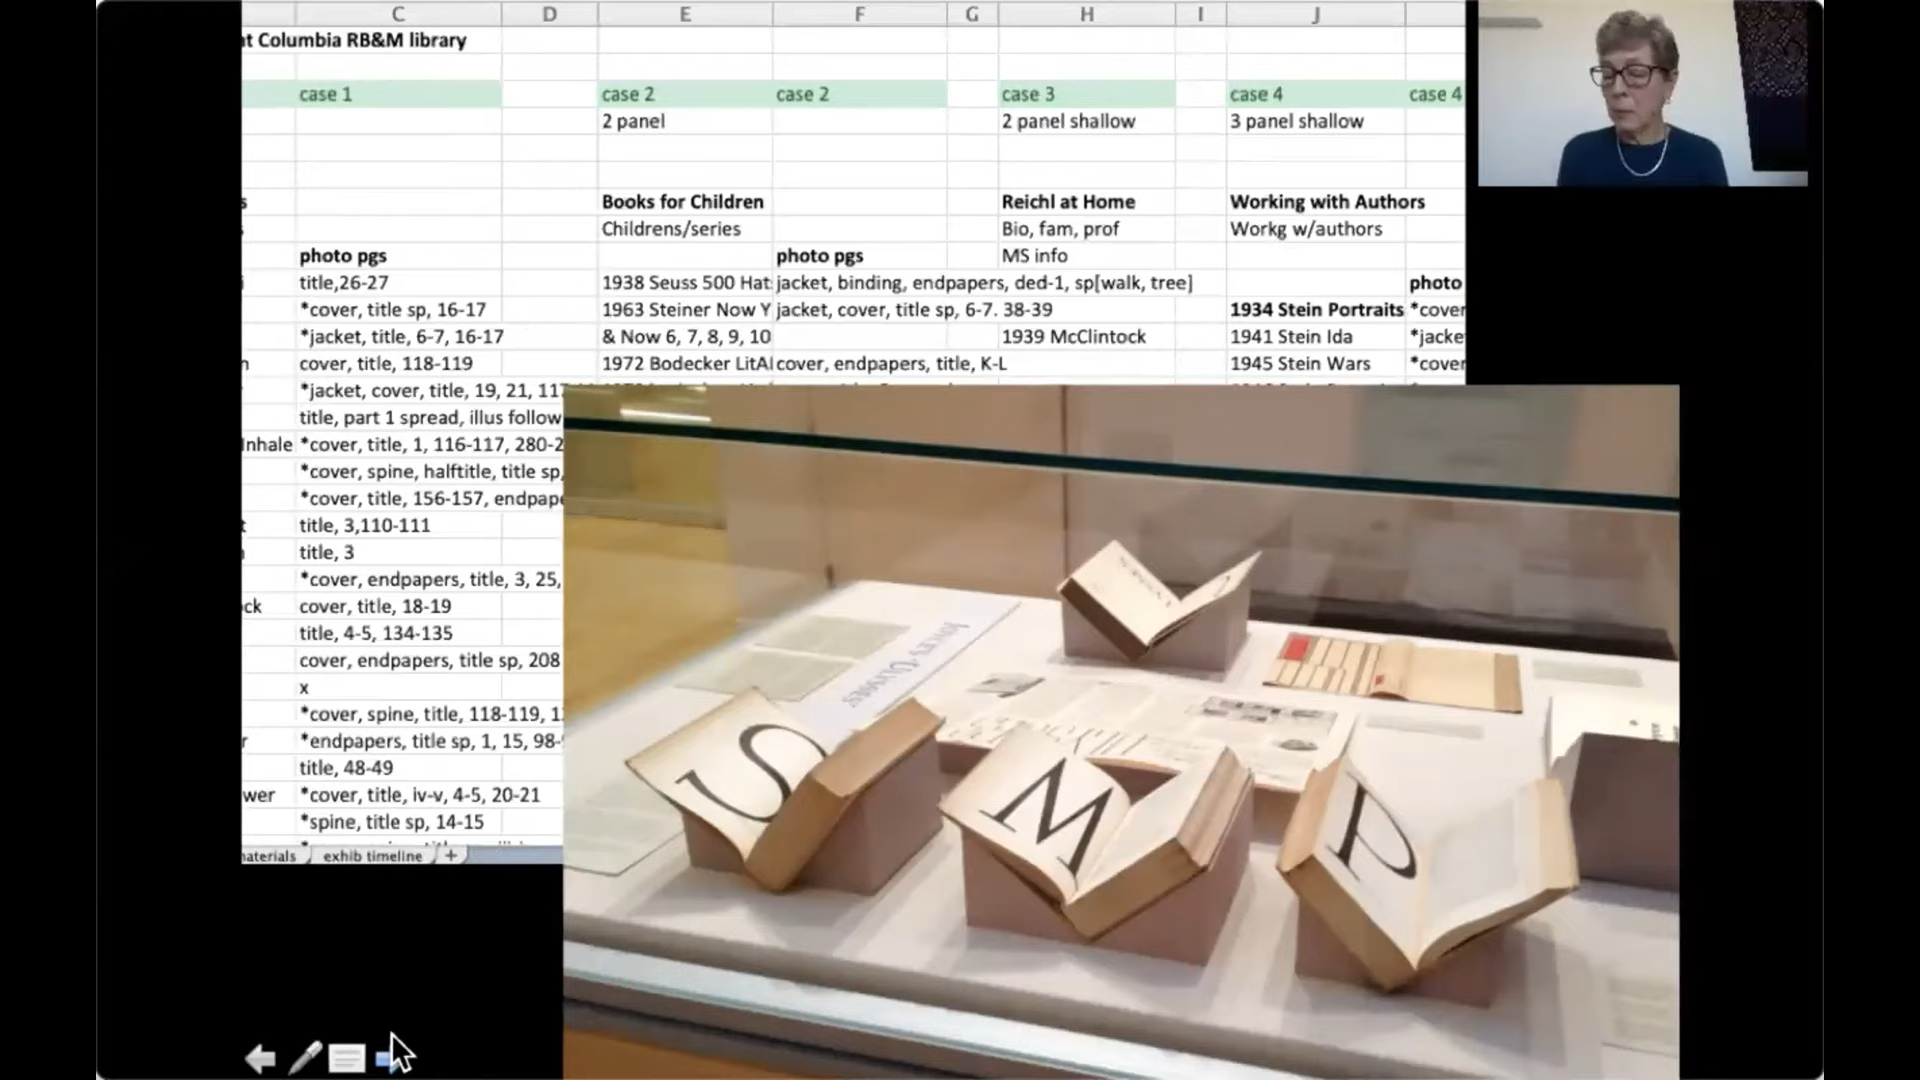 C D E F G H I J
at Columbia RB&M library
case 1 case 2 case 2 case 3 case 4 case 4
2 panel 2 panel shallow 3 panel shallow
s Books for Children Reichl at Home Working with Authors
Childrens/series Bio, fam, prof Workg w/authors
photo pgs photo pgs MS info
title,26-27 1938 Seuss 500 Hat jacket, binding, endpapers, ded-1, sp[walk, tree] photo
*cover, title sp, 16-17 1963 Steiner Now Y jacket, cover, title sp, 6-7. 38-39 1934 Stein Portraits *cover
*jacket, title, 6-7, 16-17 & Now 6, 7, 8, 9, 10 1939 McClintock 1941 Stein Ida *jacke
cover, title, 118-119 1972 Bodecker LitAl cover, endpapers, title, K-L 1945 Stein Wars *cover
*jacket, cover, title, 19, 21, 117
title, part 1 spread, illus follow
Inhale *cover, title, 1, 116-117, 280-2
*cover, spine, halftitle, title sp,
*cover, title, 156-157, endpape
t title, 3,110-111
title, 3
*cover, endpapers, title, 3, 25,
ck cover, title, 18-19
title, 4-5, 134-135
cover, endpapers, title sp, 208
x
*cover, spine, title, 118-119, 1
r *endpapers, title sp, 1, 15, 98-
title, 48-49
wer *cover, title, iv-v, 4-5, 20-21
*spine, title sp, 14-15
aterials exhib timeline +
JOYCE'S ULYSSES
S M P